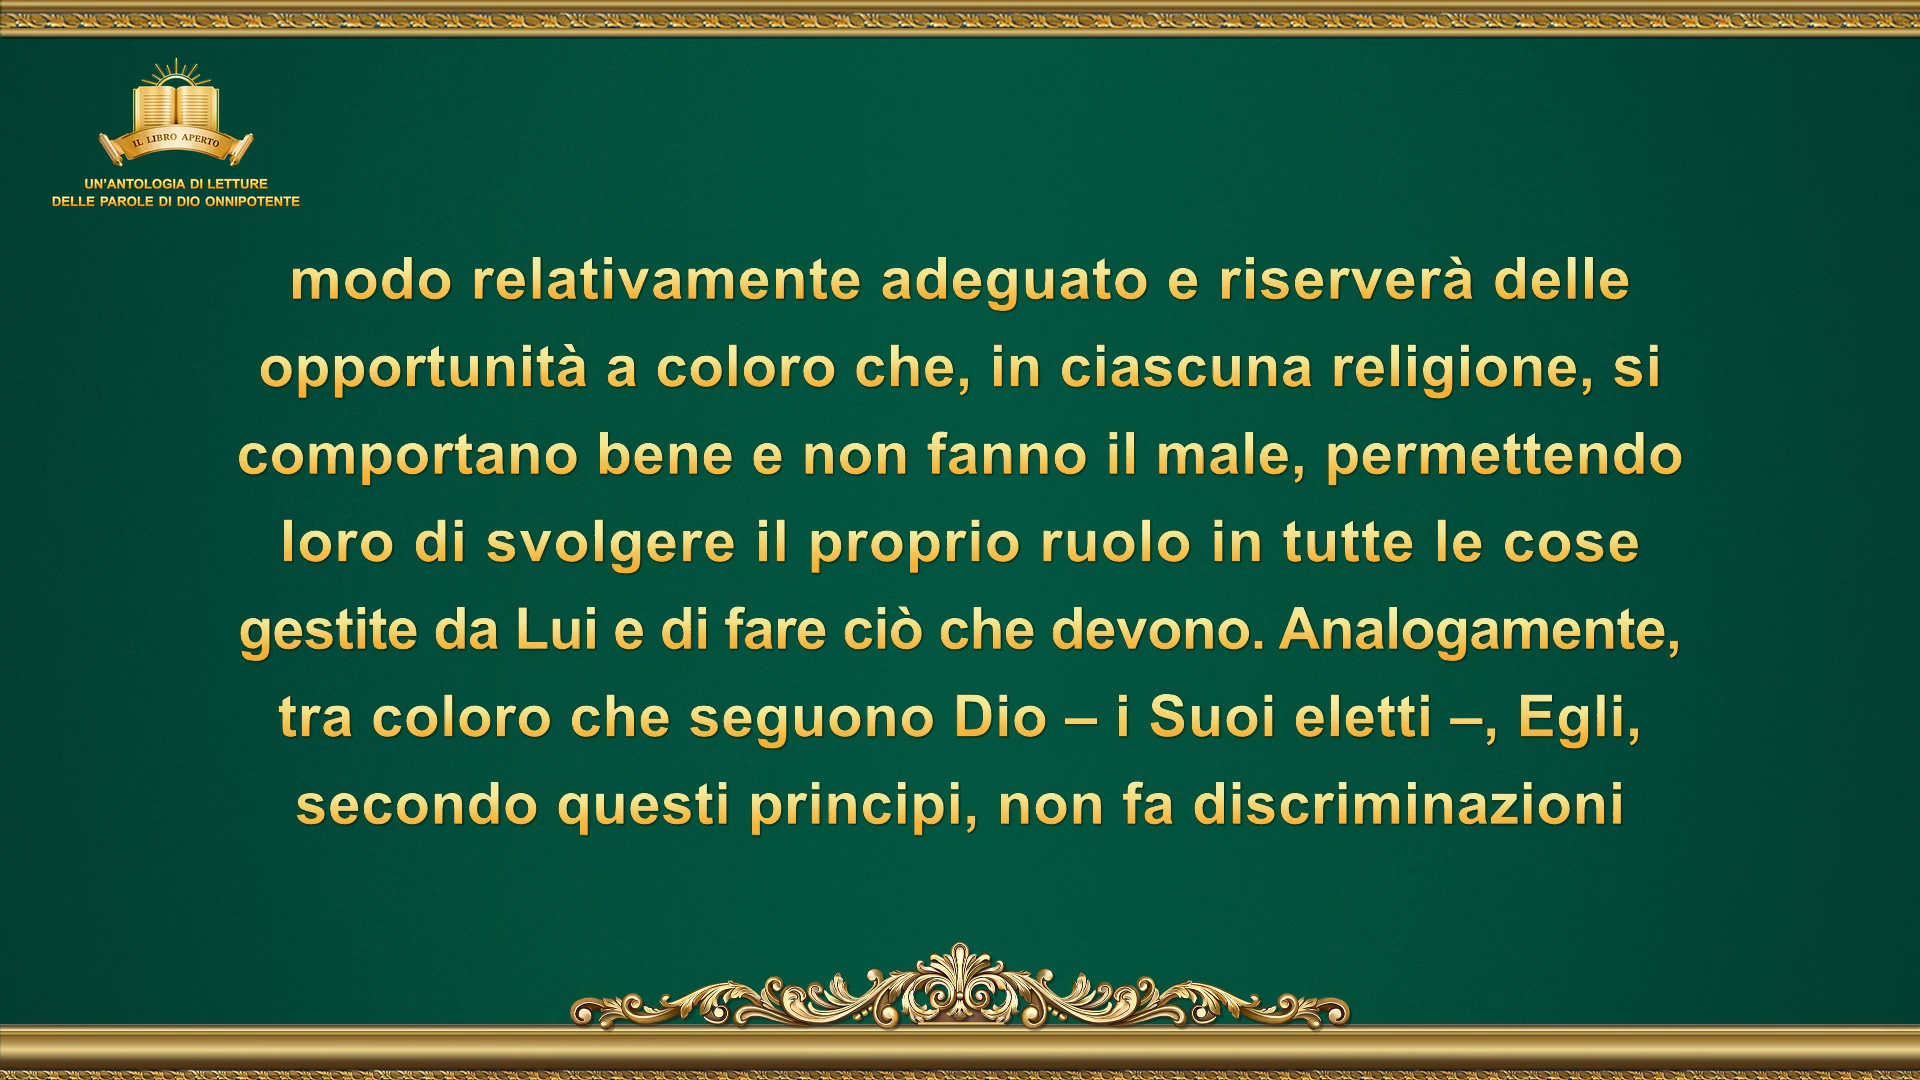 IL LIBRO APERTO
UN'ANTOLOGIA DI LETTURE
DELLE PAROLE DI DIO ONNIPOTENTE
modo relativamente adeguato e riserverà delle
opportunità a coloro che, in ciascuna religione, si
comportano bene e non fanno il male, permettendo
loro di svolgere il proprio ruolo in tutte le cose
gestite da Lui e di fare ciò che devono. Analogamente,
tra coloro che seguono Dio – i Suoi eletti –, Egli,
secondo questi principi, non fa discriminazioni